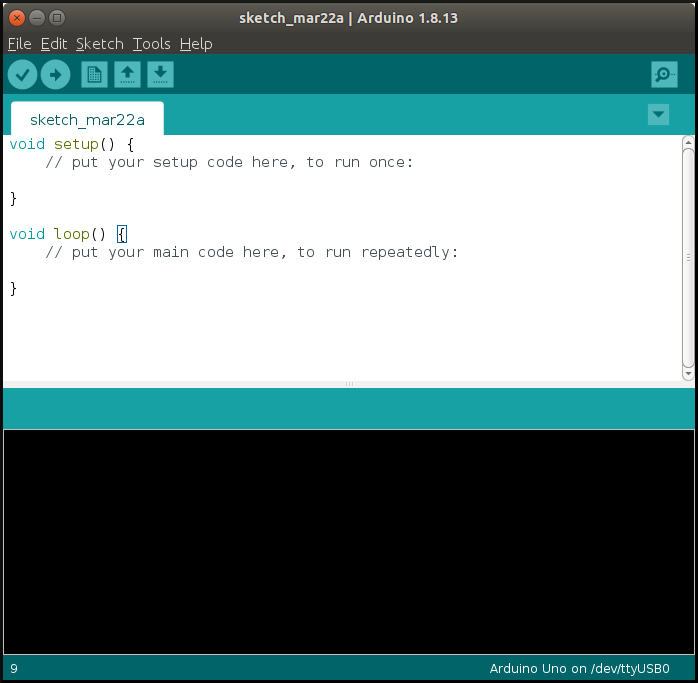 sketch_mar22a | Arduino 1.8.13
File Edit Sketch Tools Help
sketch_mar22a
void setup() {
    // put your setup code here, to run once:
}
void loop() {
    // put your main code here, to run repeatedly:
}
9 Arduino Uno on /dev/ttyUSB0